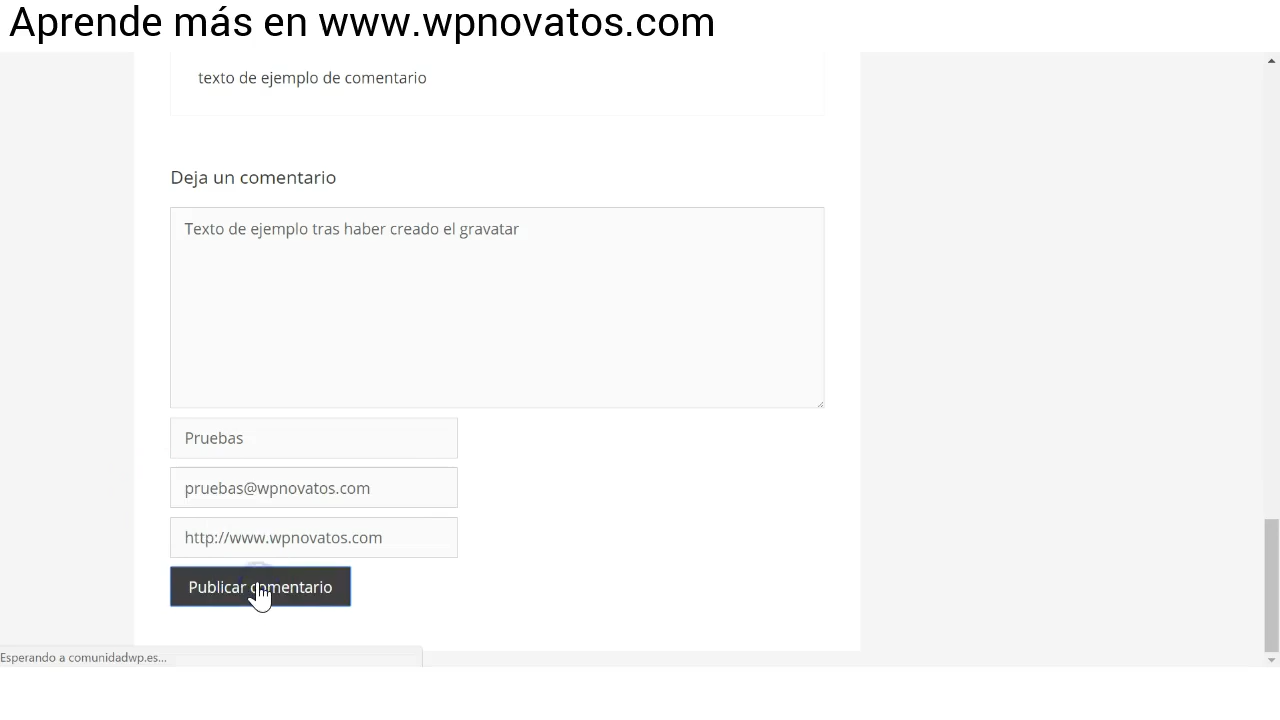 Aprende más en www.wpnovatos.com
texto de ejemplo de comentario
Deja un comentario
Texto de ejemplo tras haber creado el gravatar
Pruebas
pruebas@wpnovatos.com
http://www.wpnovatos.com
Publicar comentario
Esperando a comunidadwp.es...